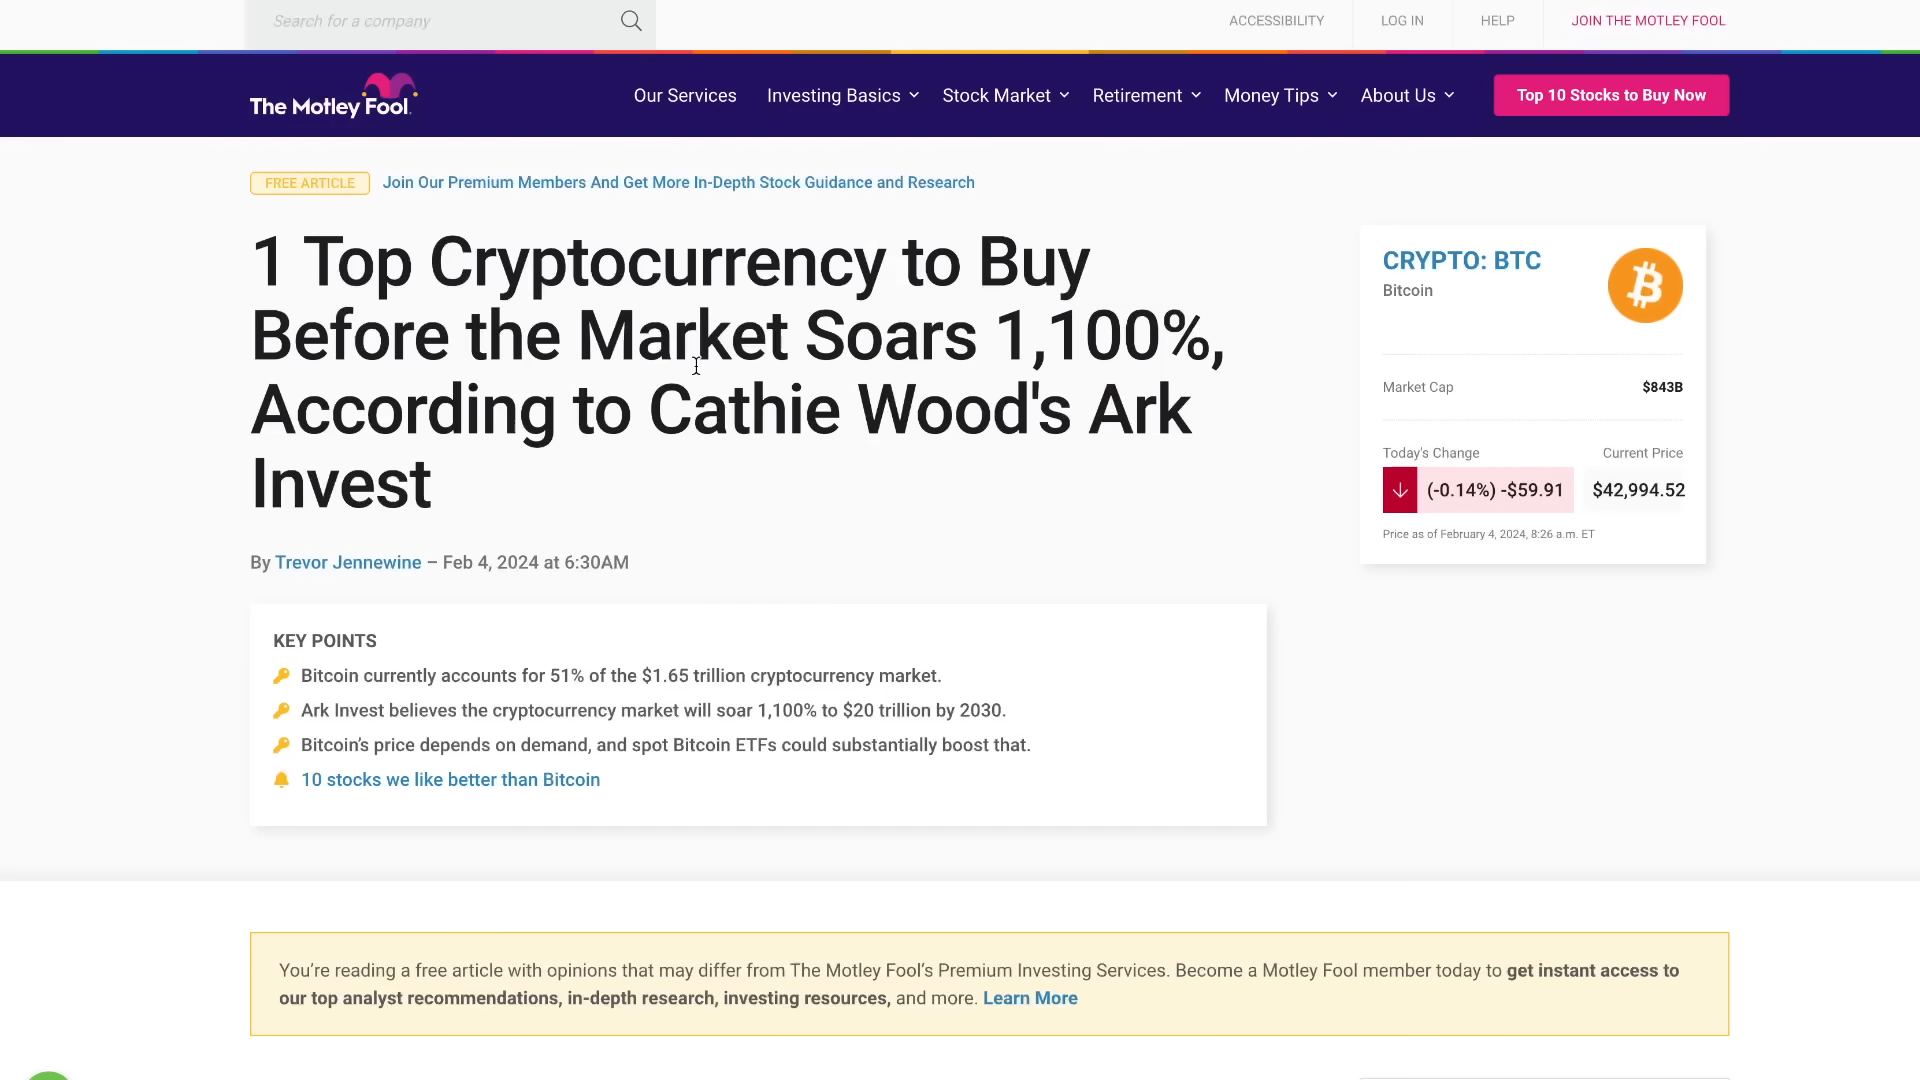 Search for a company
ACCESSIBILITY
LOG IN
HELP
JOIN THE MOTLEY FOOL
The Motley Fool.
Our Services
Investing Basics
Stock Market
Retirement
Money Tips
About Us
Top 10 Stocks to Buy Now
FREE ARTICLE
Join Our Premium Members And Get More In-Depth Stock Guidance and Research
1 Top Cryptocurrency to Buy
Before the Market Soars 1,100%,
According to Cathie Wood's Ark
Invest
By Trevor Jennewine – Feb 4, 2024 at 6:30AM
CRYPTO: BTC
Bitcoin
Market Cap
$843B
Today's Change
Current Price
(-0.14%) -$59.91
$42,994.52
Price as of February 4, 2024, 8:26 a.m. ET
KEY POINTS
Bitcoin currently accounts for 51% of the $1.65 trillion cryptocurrency market.
Ark Invest believes the cryptocurrency market will soar 1,100% to $20 trillion by 2030.
Bitcoin’s price depends on demand, and spot Bitcoin ETFs could substantially boost that.
10 stocks we like better than Bitcoin
You’re reading a free article with opinions that may differ from The Motley Fool’s Premium Investing Services. Become a Motley Fool member today to get instant access to
our top analyst recommendations, in-depth research, investing resources, and more. Learn More